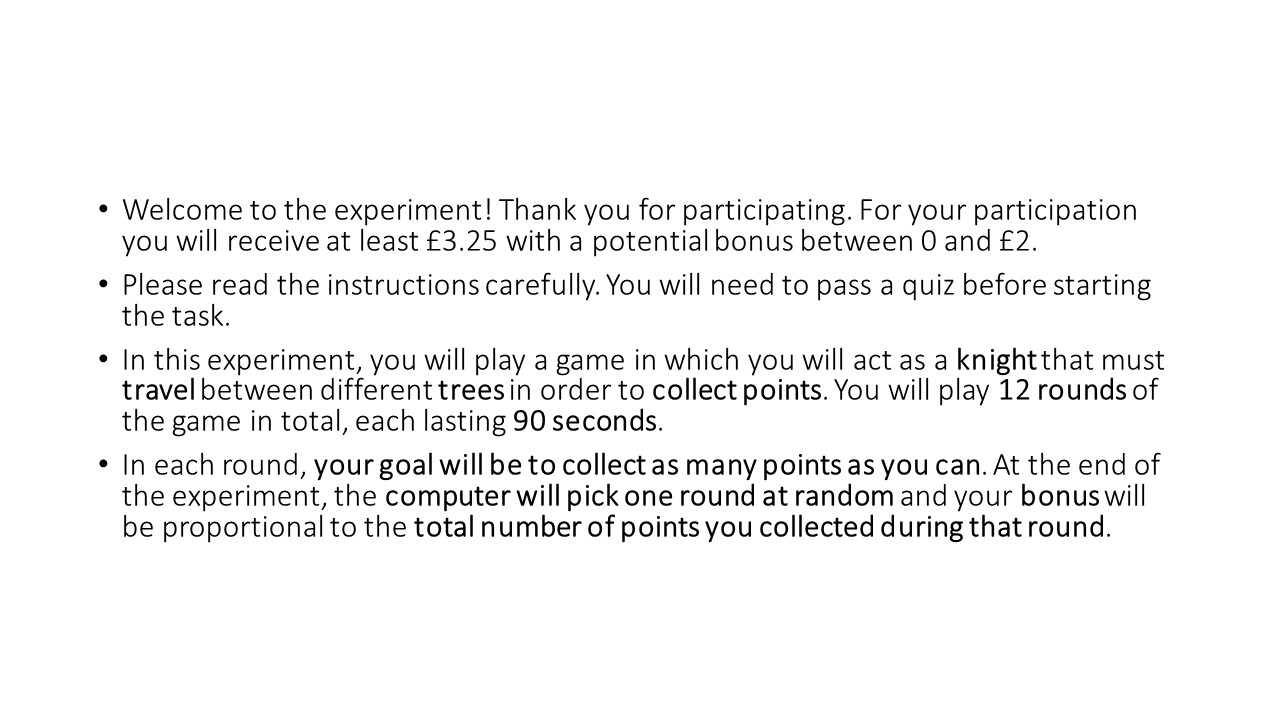 • Welcome to the experiment! Thank you for participating. For your participation
you will receive at least £3.25 with a potential bonus between 0 and £2.
• Please read the instructions carefully. You will need to pass a quiz before starting
the task.
• In this experiment, you will play a game in which you will act as a knight that must
travel between different trees in order to collect points. You will play 12 rounds of
the game in total, each lasting 90 seconds.
• In each round, your goal will be to collect as many points as you can. At the end of
the experiment, the computer will pick one round at random and your bonus will
be proportional to the total number of points you collected during that round.